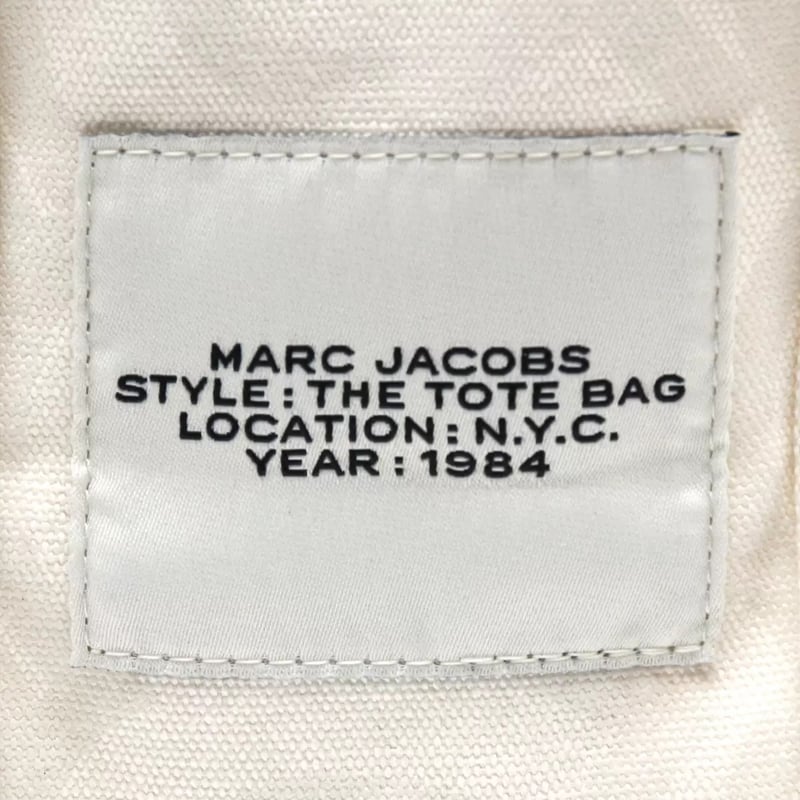 MARC JACOBS
STYLE : THE TOTE BAG
LOCATION : N.Y.C.
YEAR : 1984